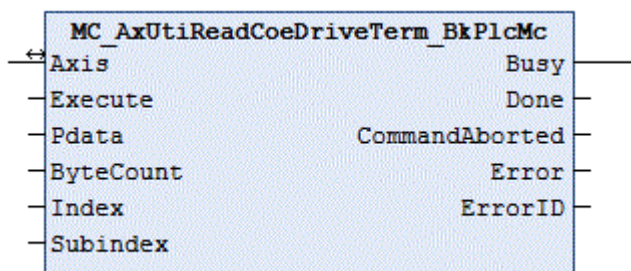 MC_AxUtiReadCoeDriveTerm_BkPlcMc
Axis Busy
Execute Done
Pdata CommandAborted
ByteCount Error
Index ErrorID
Subindex